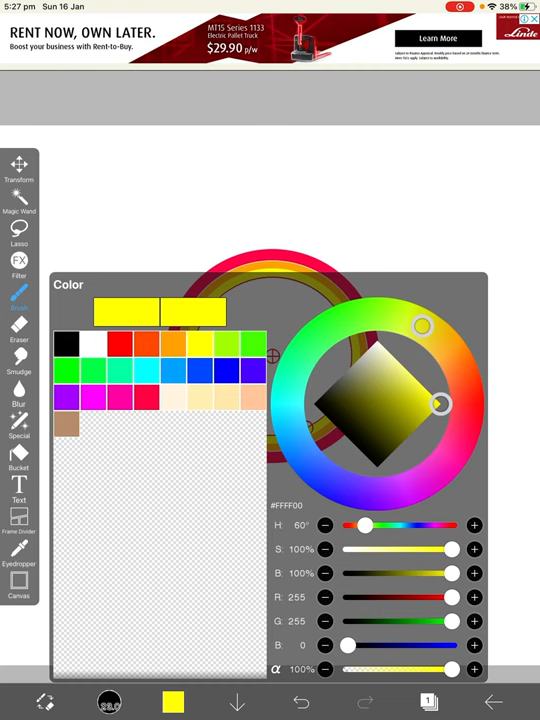 5:27 pm Sun 16 Jan
38%
RENT NOW, OWN LATER.
Boost your business with Rent-to-Buy.
MT15 Series 1133
Electric Pallet Truck
$29.90 p/w
Learn More
Linde
Transform
Magic Wand
Lasso
FX
Filter
Brush
Eraser
Smudge
Blur
Special
Bucket
T
Text
Frame Divider
Eyedropper
Canvas
Color
#FFFF00
H: 60°
S: 100%
B: 100%
R: 255
G: 255
B: 0
α 100%
23.0
1